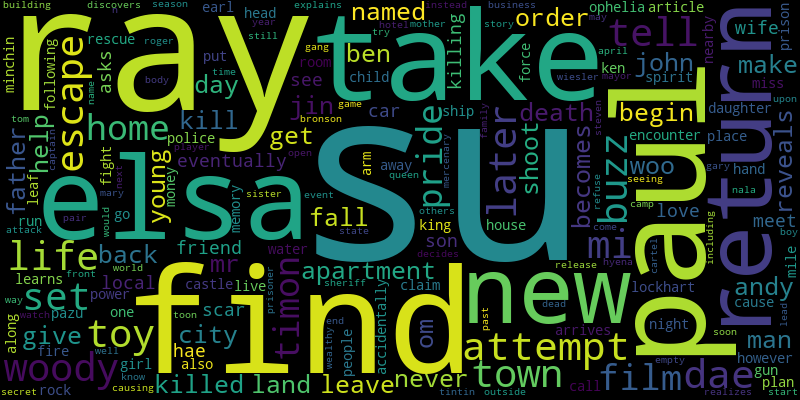 building discovers season earl head ophelia article
explains business
ray take su find elsa paul return new
named order tell wife prison
minchin following rescue asks put year still hotel instead story may april nearby
ben killing force ken john make
escape day child try spirit miss
roger gang room see wiesler mayor upon
leaf help home kill jin car ship death begin daughter
tom captain name body time game bronson pride later shoot encounter place
father young fight police get player arm away mercenary family steven buzz woo gary hand reveals
money eventually open queen becomes refuse seeing love nala meet
run go memory sister event fall others king house son mi camp boy
attack mary next would pair friend state decides come including
life back mr water timon prisoner apartment claim release hyena cartel lockhart andy mile
learns front world castle live sheriff om dead cause
way set local power scar accidentally past arrives night man lead
pazu one toon city people end attempt empty soon however
along watch give toy hae also wealthy town film dae gun
fire well girl know causing never call plan
woody killed land leave tintin outside realizes start
secret rock